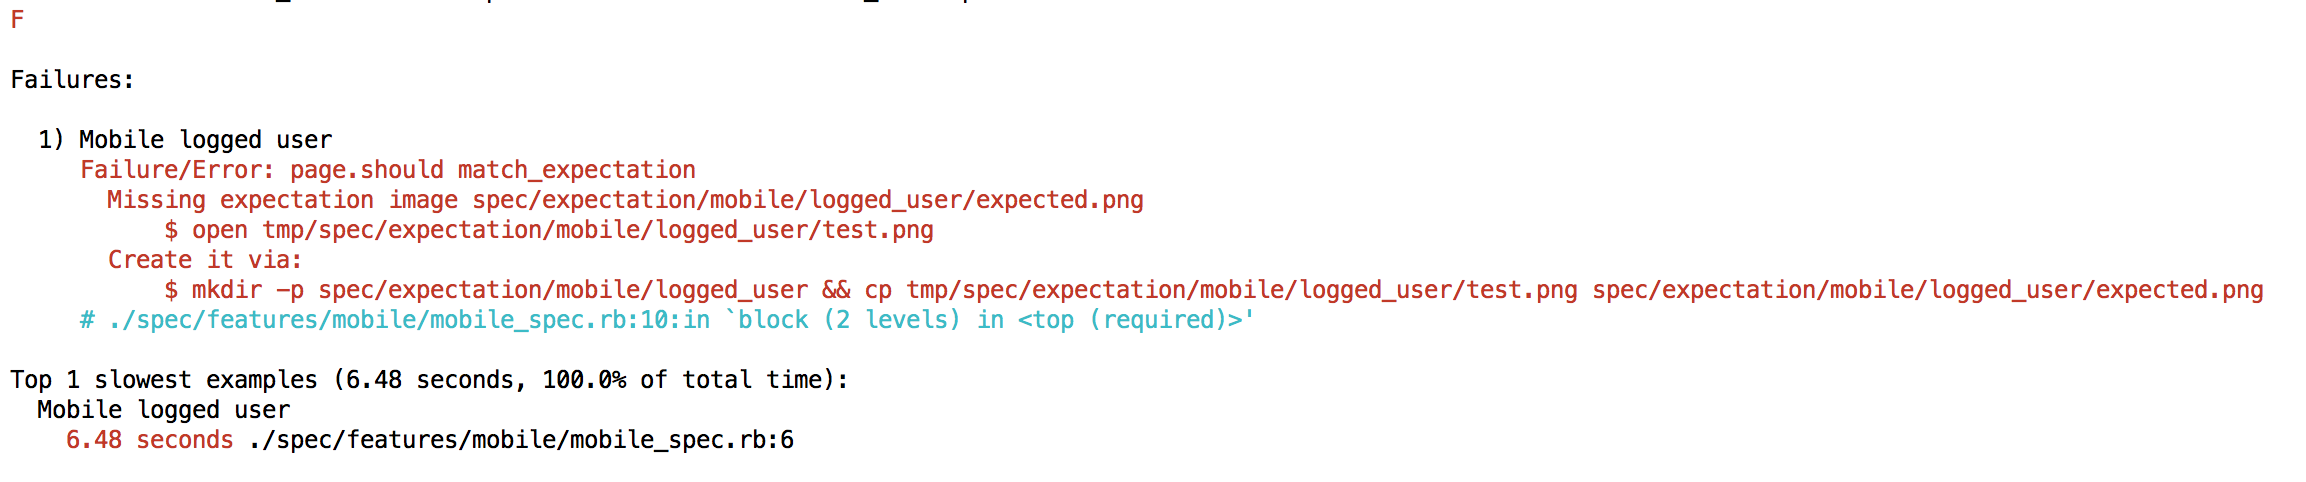 F
Failures:
1) Mobile logged user
Failure/Error: page.should match_expectation
Missing expectation image spec/expectation/mobile/logged_user/expected.png
$ open tmp/spec/expectation/mobile/logged_user/test.png
Create it via:
$ mkdir -p spec/expectation/mobile/logged_user && cp tmp/spec/expectation/mobile/logged_user/test.png spec/expectation/mobile/logged_user/expected.png
# ./spec/features/mobile/mobile_spec.rb:10:in `block (2 levels) in <top (required)>'
Top 1 slowest examples (6.48 seconds, 100.0% of total time):
Mobile logged user
6.48 seconds ./spec/features/mobile/mobile_spec.rb:6